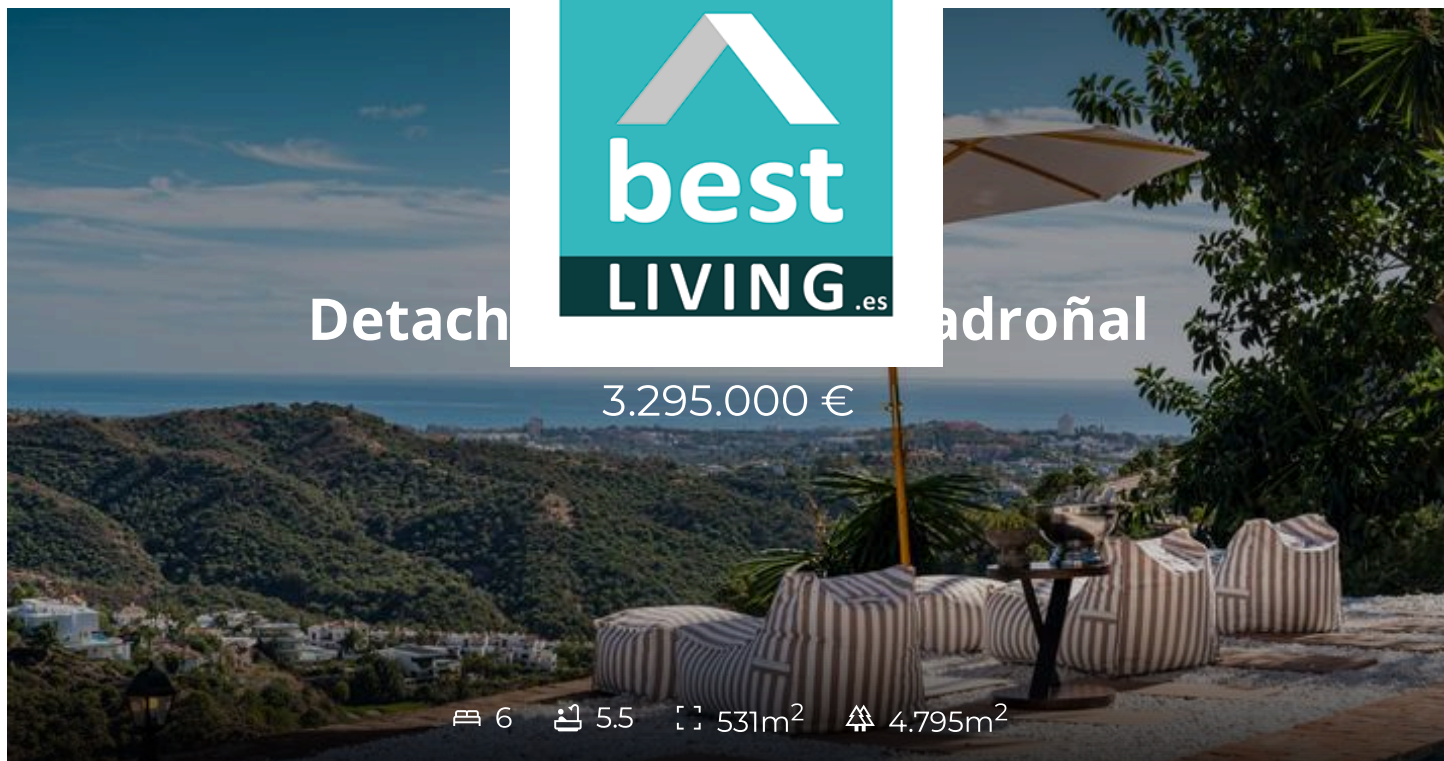 best
LIVING.es
Detach adroñal
3.295.000 €
6 5.5 531m² 4.795m²